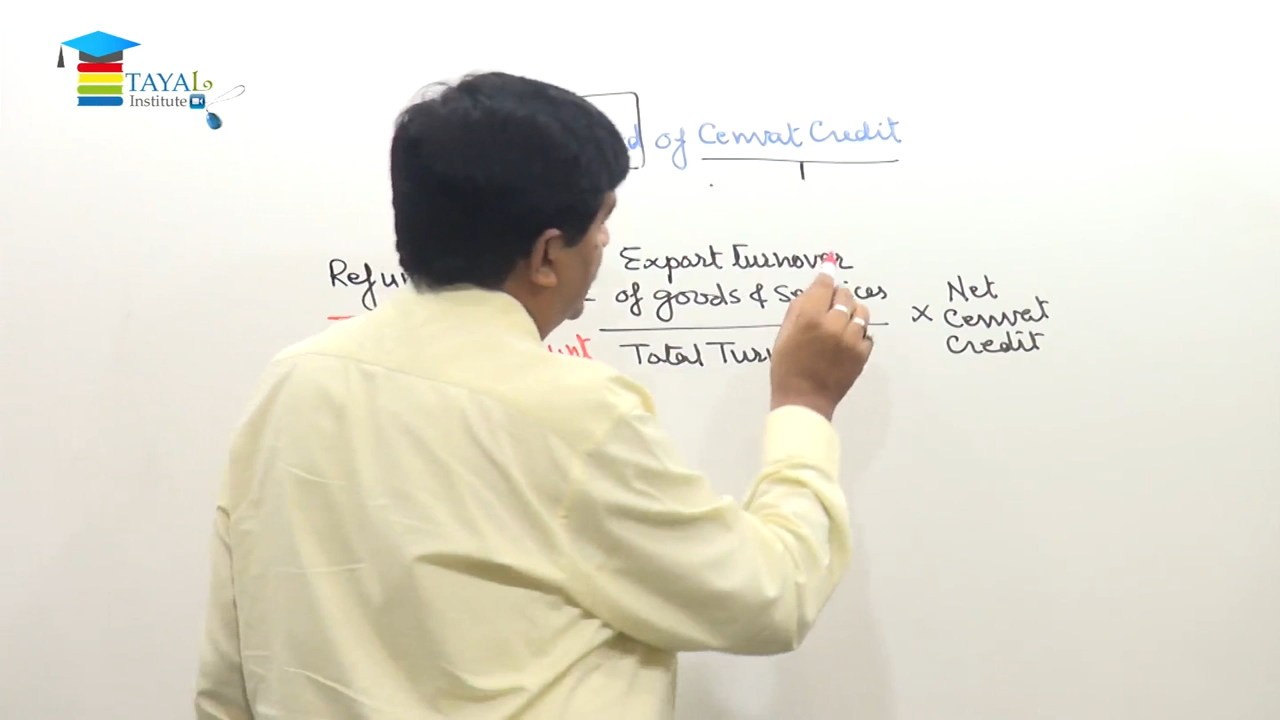 TAYAL
Institute
of Cenvat Credit
Export Turnover
of goods &
Net
Cenvat
Credit
x
Total